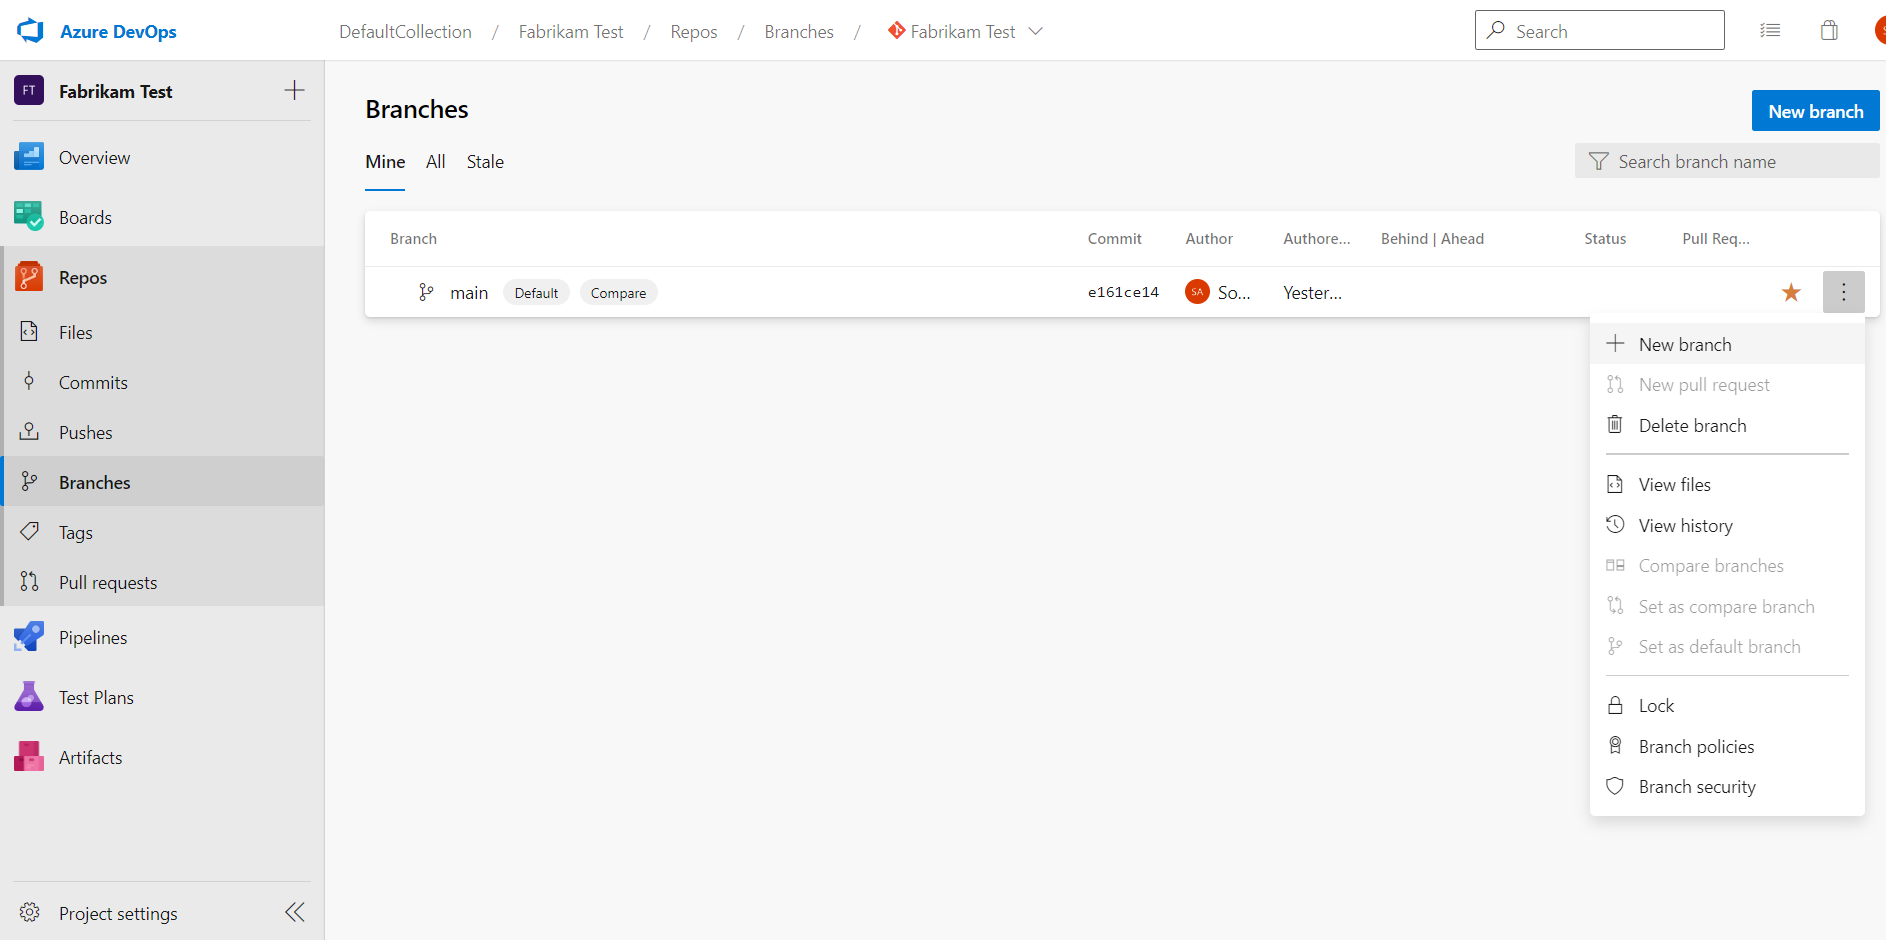 Azure DevOps
DefaultCollection / Fabrikam Test / Repos / Branches / Fabrikam Test
Search
FT Fabrikam Test
Overview
Boards
Repos
Files
Commits
Pushes
Branches
Tags
Pull requests
Pipelines
Test Plans
Artifacts
Project settings
Branches
New branch
Mine All Stale
Search branch name
Branch Commit Author Authore... Behind | Ahead Status Pull Req...
main Default Compare e161ce14 SA So... Yester...
New branch
New pull request
Delete branch
View files
View history
Compare branches
Set as compare branch
Set as default branch
Lock
Branch policies
Branch security